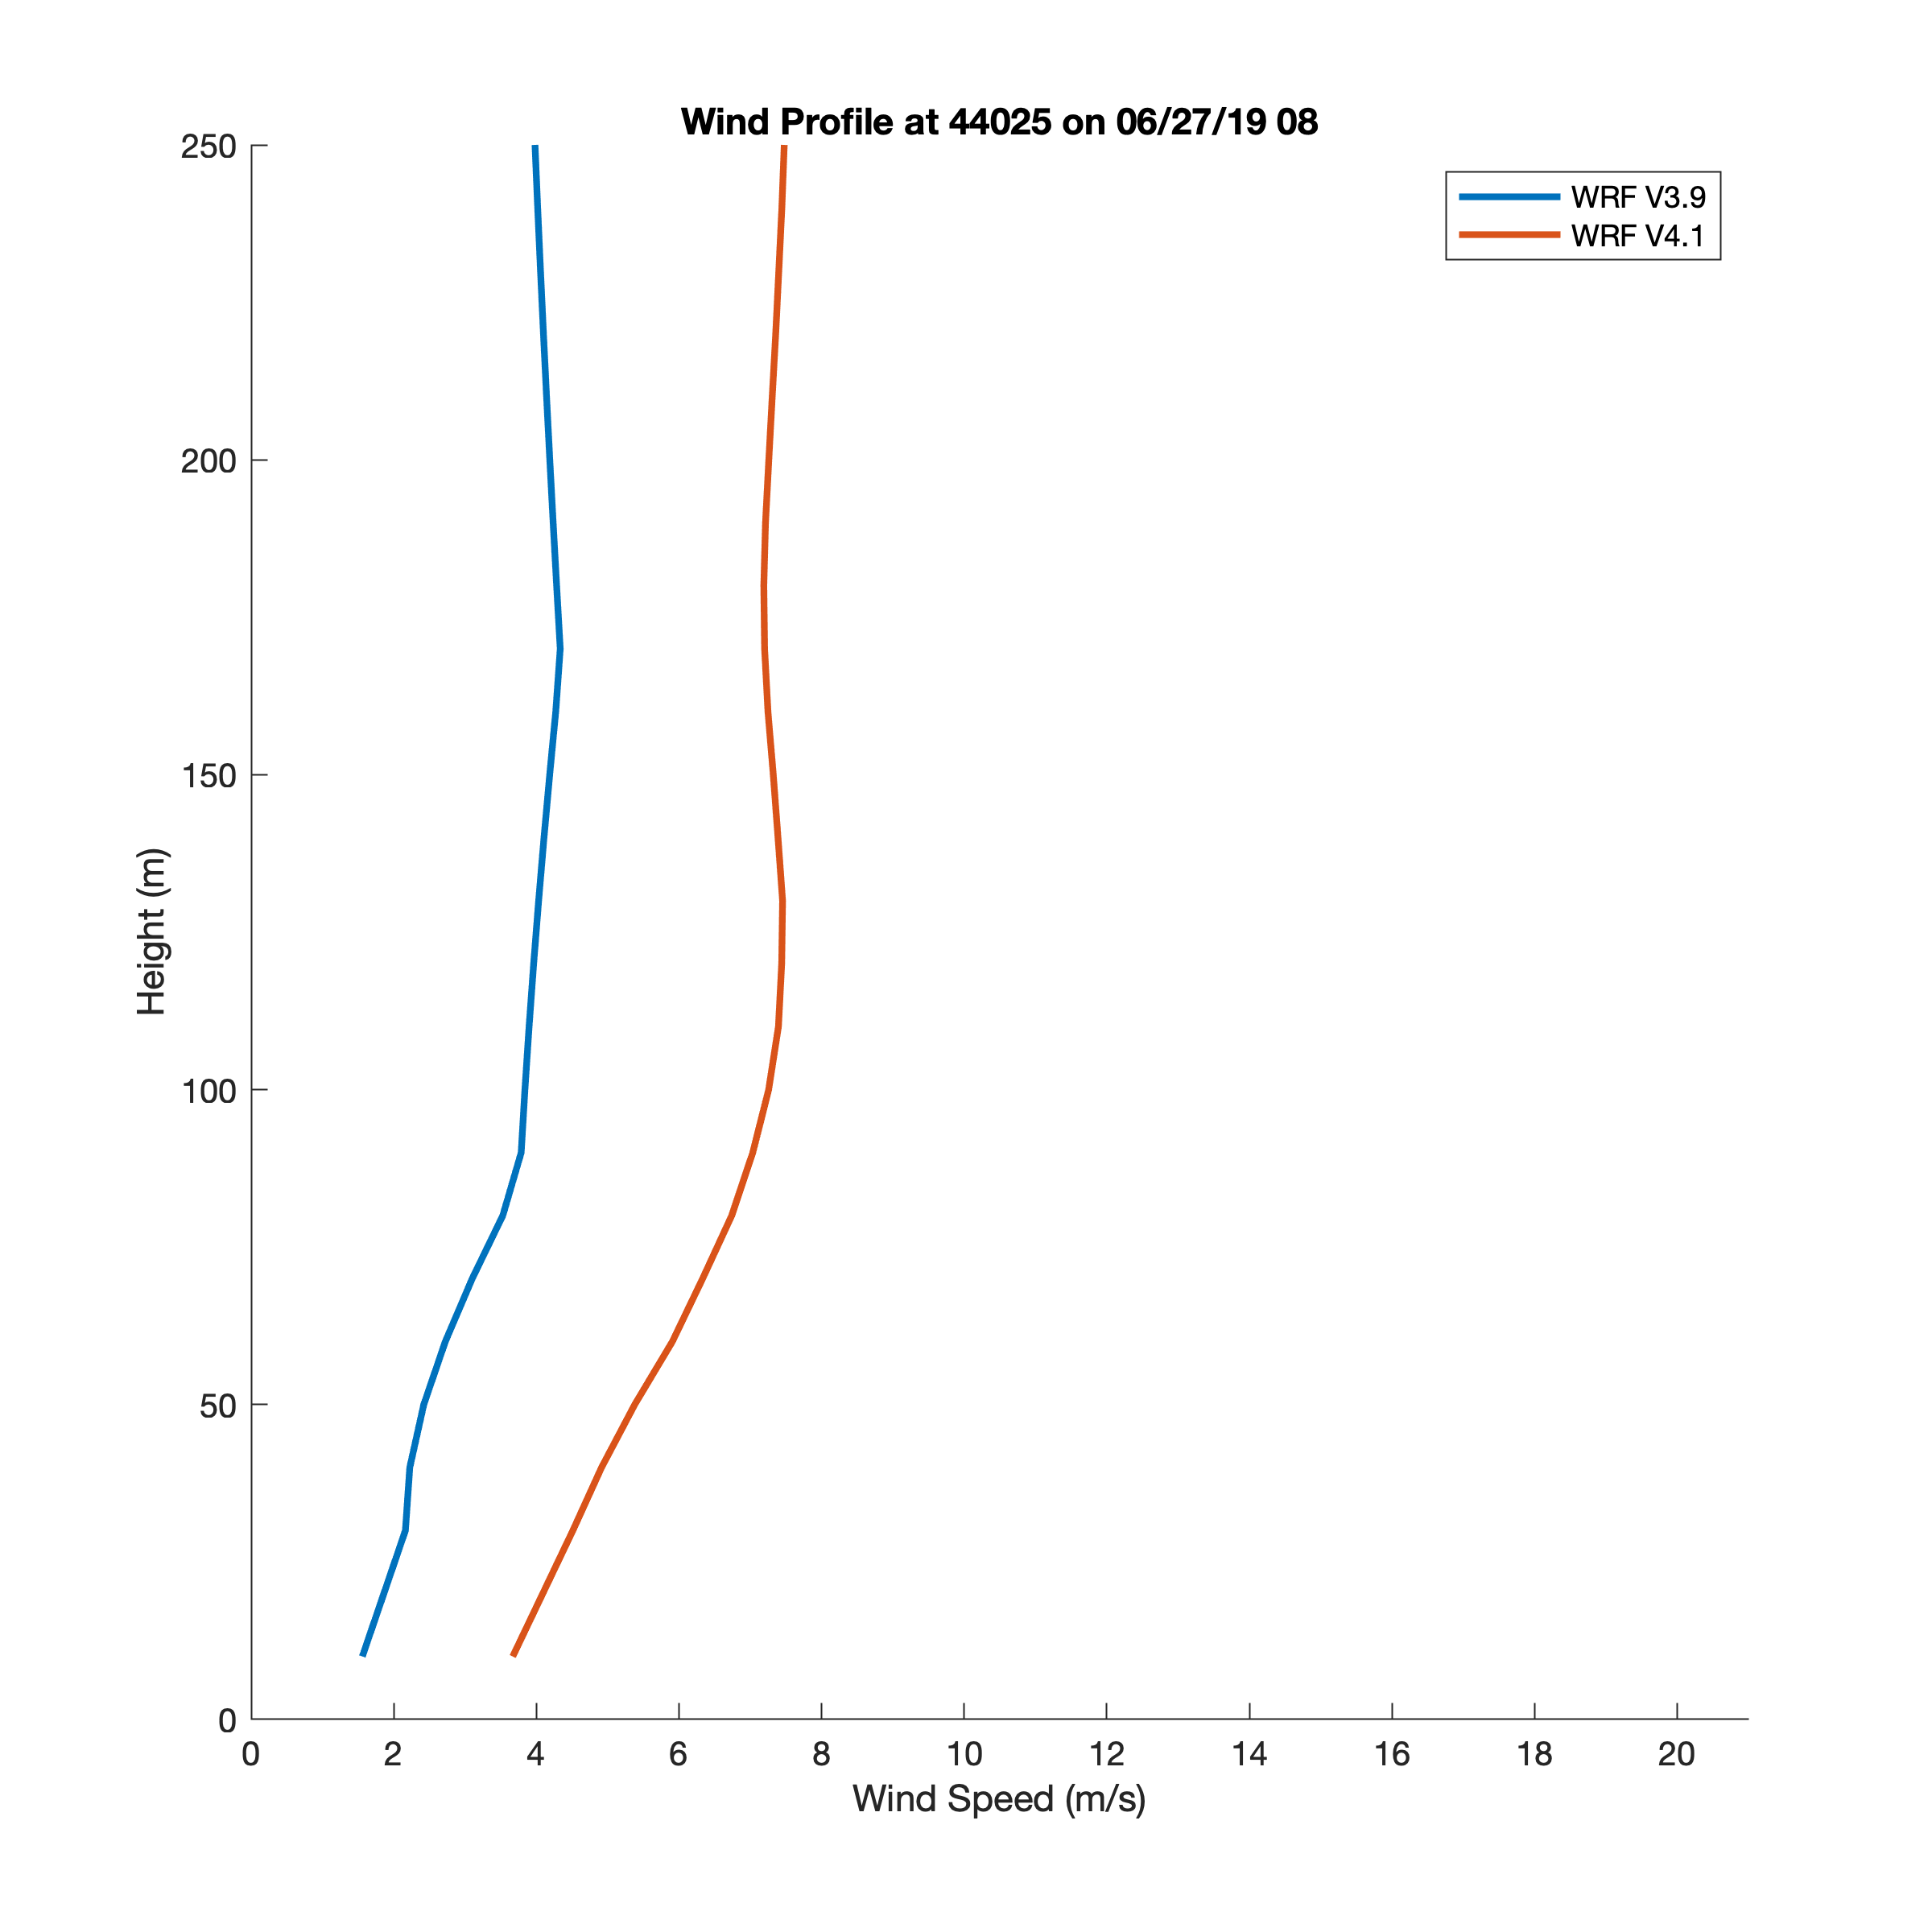 Wind Profile at 44025 on 06/27/19 08
WRF V3.9
WRF V4.1
250
200
150
100
50
0
Height (m)
0 2 4 6 8 10 12 14 16 18 20
Wind Speed (m/s)